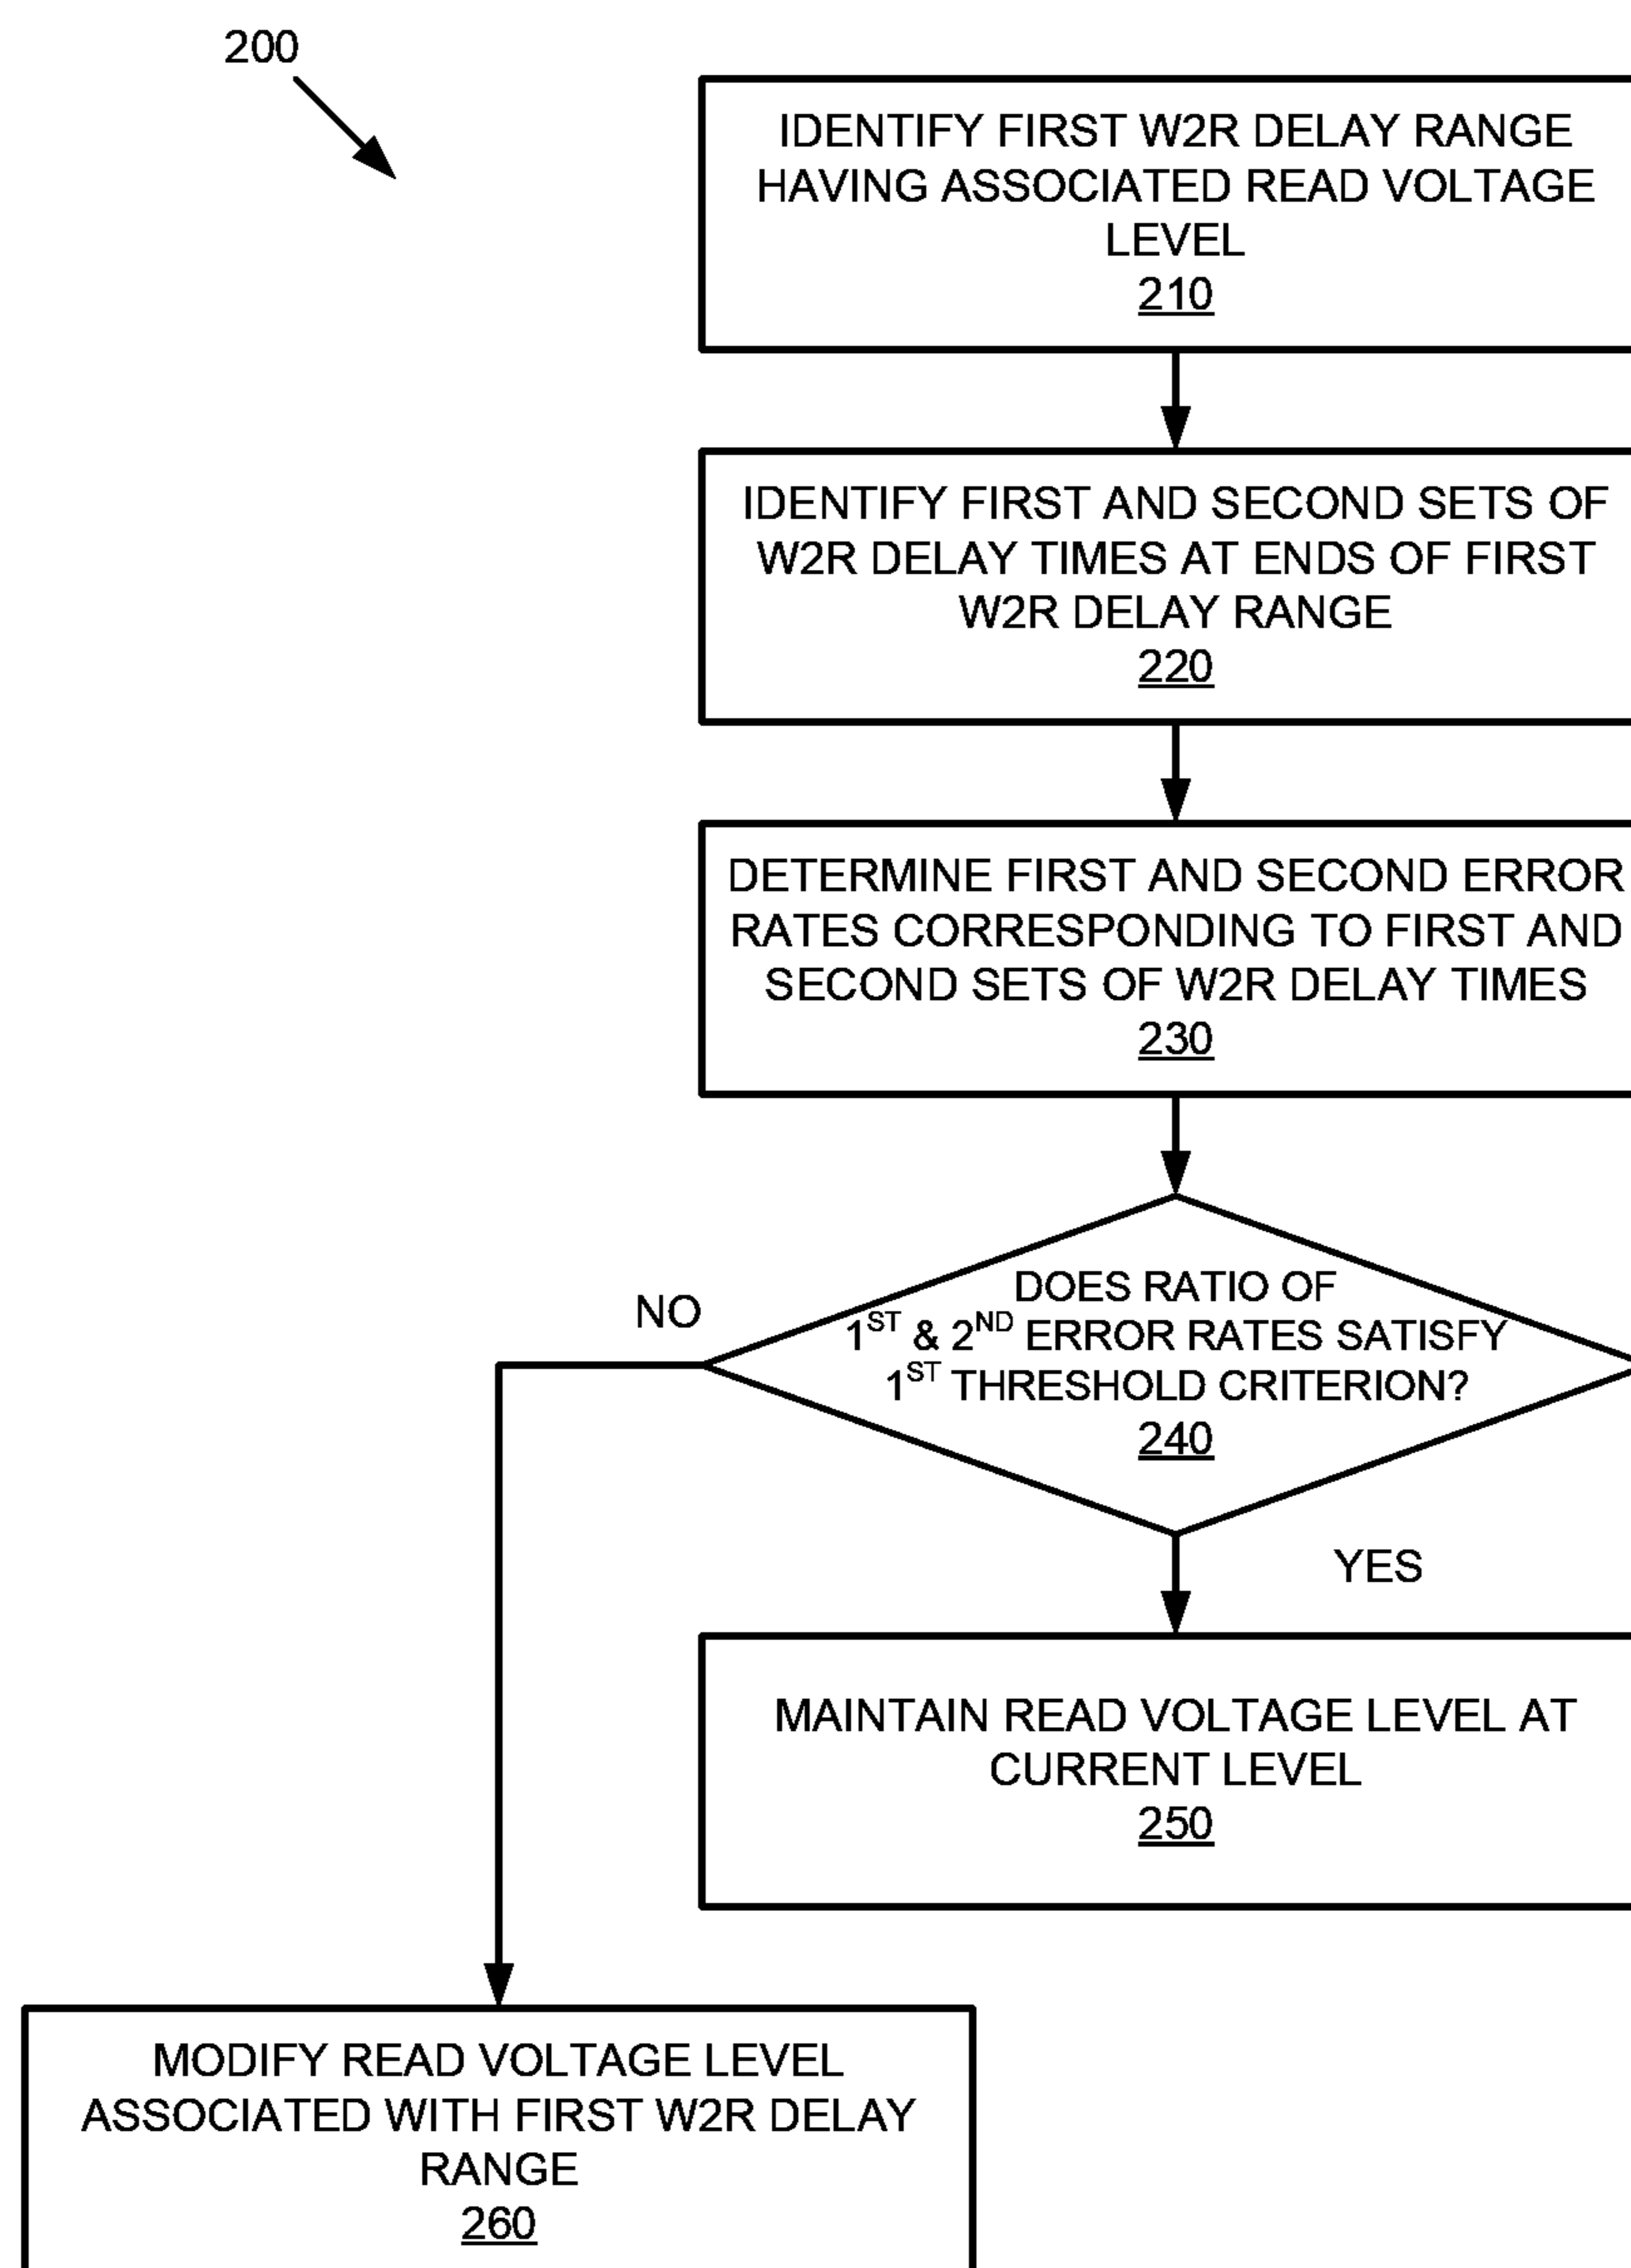 200
IDENTIFY FIRST W2R DELAY RANGE
HAVING ASSOCIATED READ VOLTAGE
LEVEL
210
IDENTIFY FIRST AND SECOND SETS OF
W2R DELAY TIMES AT ENDS OF FIRST
W2R DELAY RANGE
220
DETERMINE FIRST AND SECOND ERROR
RATES CORRESPONDING TO FIRST AND
SECOND SETS OF W2R DELAY TIMES
230
DOES RATIO OF
1ST & 2ND ERROR RATES SATISFY
1ST THRESHOLD CRITERION?
240
NO
YES
MAINTAIN READ VOLTAGE LEVEL AT
CURRENT LEVEL
250
MODIFY READ VOLTAGE LEVEL
ASSOCIATED WITH FIRST W2R DELAY
RANGE
260